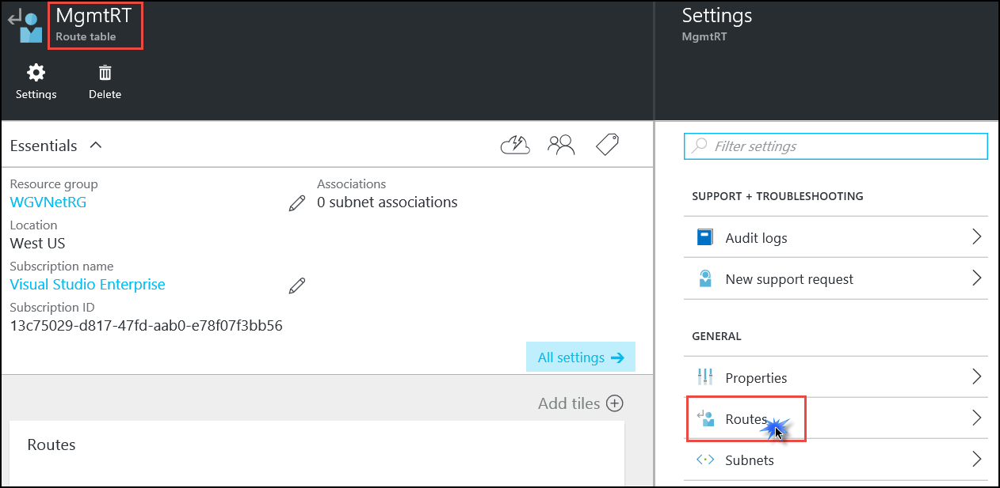 MgmtRT
Route table
Settings
Delete
Essentials
Resource group
WGVNetRG
Location
West US
Subscription name
Visual Studio Enterprise
Subscription ID
13c75029-d817-47fd-aab0-e78f07f3bb56
Associations
0 subnet associations
All settings
Add tiles
Routes
Settings
MgmtRT
Filter settings
SUPPORT + TROUBLESHOOTING
Audit logs
New support request
GENERAL
Properties
Routes
Subnets